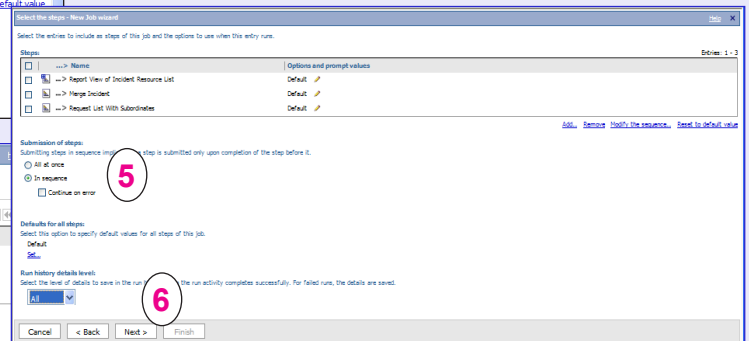 efault value
Select the steps - New Job wizard
Help X
Select the entries to include as steps of this job and the options to use when this entry runs.
Steps:
Entries: 1 - 3
...> Name
Options and prompt values
...> Report View of Incident Resource List
Default
...> Merge Incident
Default
...> Request List With Subordinates
Default
Add... Remove Modify the sequence... Reset to default value
Submission of steps:
Submitting steps in sequence step is submitted only upon completion of the step before it.
All at once
In sequence
5
Continue on error
Defaults for all steps:
Select this option to specify default values for all steps of this job.
Default
Set...
Run history details level:
Select the level of details to save in the run the run activity completes successfully. For failed runs, the details are saved.
All
6
Cancel
< Back
Next >
Finish